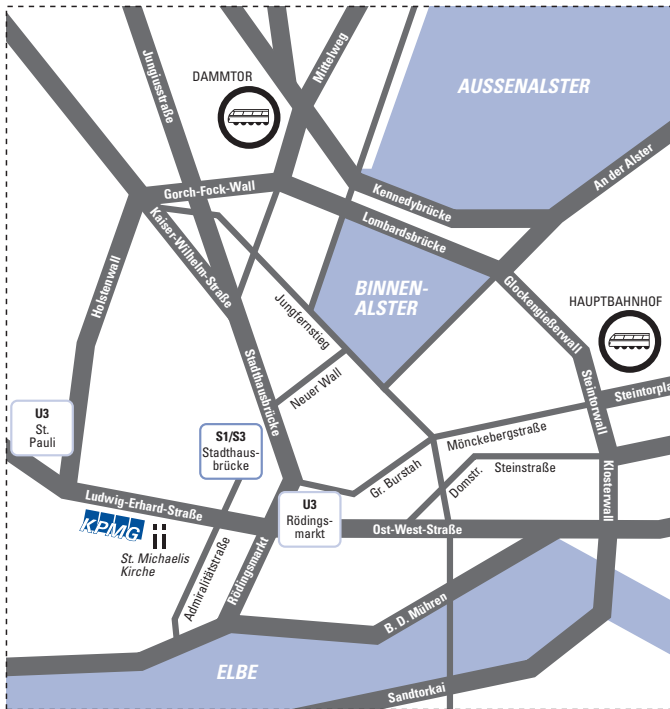 Jungiusstraße
Mittelweg
DAMMTOR
AUSSENALSTER
An der Alster
Gorch-Fock-Wall
Kennedybrücke
Lombardsbrücke
Kaiser-Wilhelm-Straße
Holstenwall
BINNEN-
ALSTER
Jungfernstieg
Glockengießerwall
HAUPTBAHNHOF
Stadthausbrücke
Neuer Wall
Steintorwall
Steintorpla
U3
St.
Pauli
S1/S3
Stadthaus-
brücke
Mönckebergstraße
Gr. Burstah
Domstr.
Steinstraße
Klosterwall
Ludwig-Erhard-Straße
U3
Rödings-
markt
Ost-West-Straße
KPMG
St. Michaelis
Kirche
Admiralitätstraße
Rödingsmarkt
B. D. Mühren
ELBE
Sandtorkai